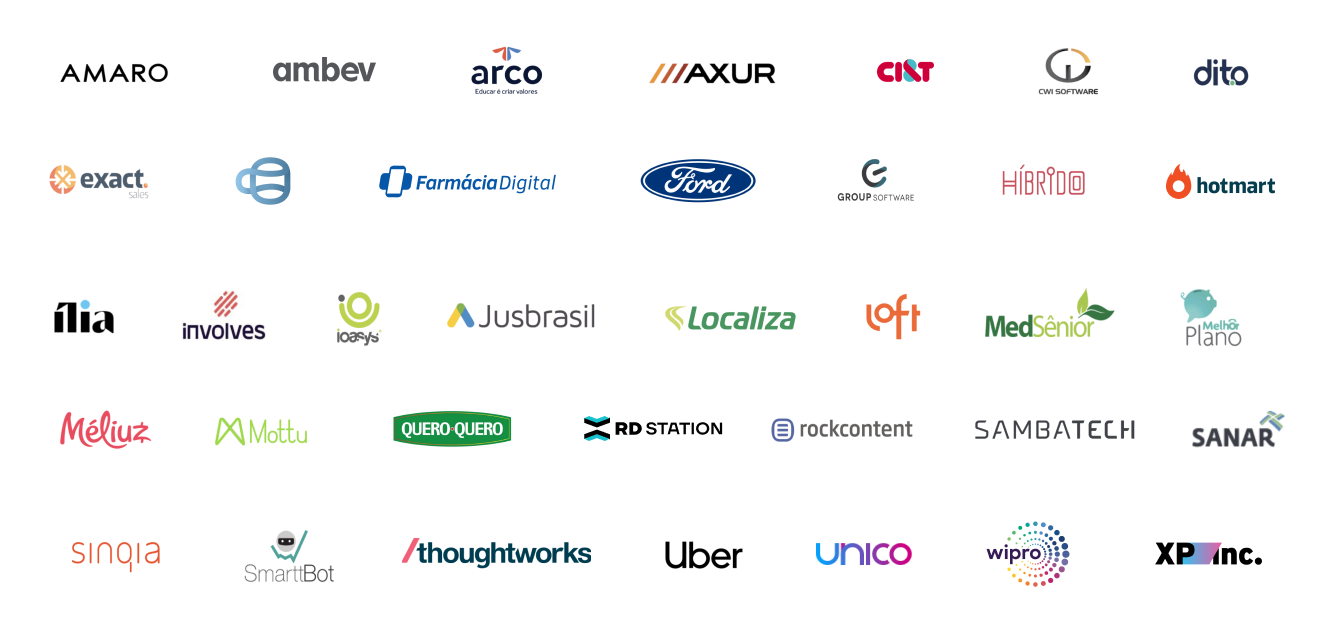 AMARO
ambev
arco
Educar é criar valores
AXUR
CI&T
CWI SOFTWARE
dito
exact.
sales
FarmáciaDigital
Ford
GROUP SOFTWARE
HÍBRIDO
hotmart
ília
involves
ioasys
Jusbrasil
Localiza
loft
MedSênior
Melhor
Plano
Méliuz
Mottu
QUERO-QUERO
RD STATION
rockcontent
SAMBATECH
SANAR
sinqia
SmarttBot
/thoughtworks
Uber
unico
wipro
XP Inc.